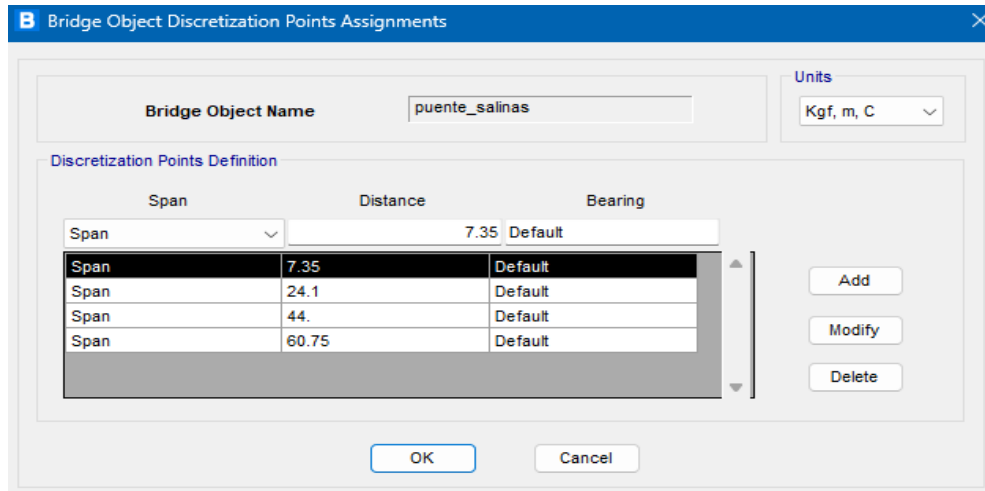 B Bridge Object Discretization Points Assignments
Units
Bridge Object Name puente_salinas Kgf, m, C
Discretization Points Definition
Span Distance Bearing
Span 7.35 Default
Span 7.35 Default
Span 24.1 Default
Span 44. Default
Span 60.75 Default
Add
Modify
Delete
OK Cancel